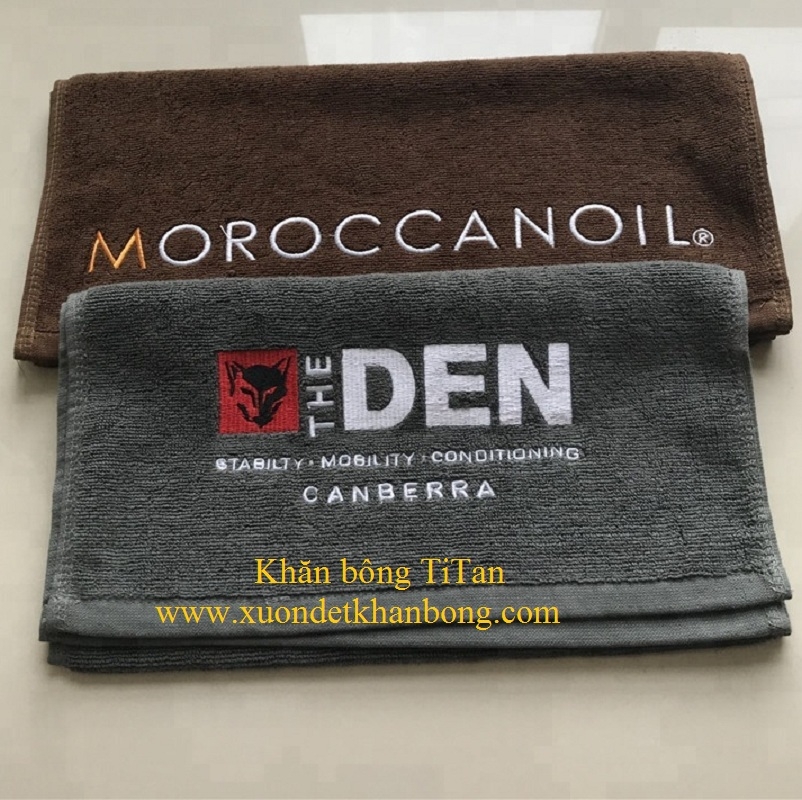 MOROCCANOIL®
THE DEN
STABILTY · MOBILITY · CONDITIONING
CANBERRA
Khăn bông TiTan
www.xuondetkhanbong.com